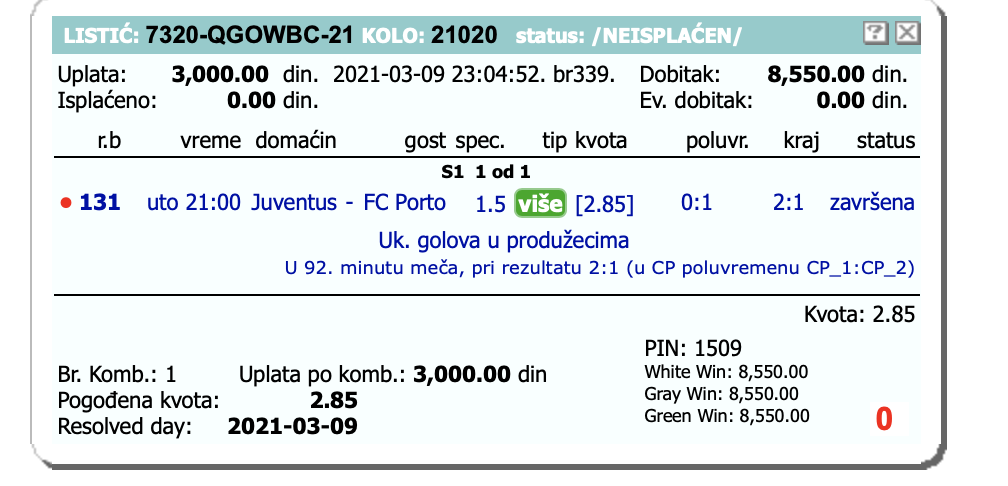 LISTIĆ: 7320-QGOWBC-21 KOLO: 21020 status: /NEISPLAĆEN/ ? X
Uplata: 3,000.00 din. 2021-03-09 23:04:52. br339. Dobitak: 8,550.00 din.
Isplaćeno: 0.00 din. Ev. dobitak: 0.00 din.
r.b vreme domaćin gost spec. tip kvota poluvr. kraj status
S1 1 od 1
131 uto 21:00 Juventus - FC Porto 1.5 više [2.85] 0:1 2:1 završena
Uk. golova u produžecima
U 92. minutu meča, pri rezultatu 2:1 (u CP poluvremenu CP_1:CP_2)
Kvota: 2.85
PIN: 1509
White Win: 8,550.00
Gray Win: 8,550.00
Green Win: 8,550.00
0
Br. Komb.: 1 Uplata po komb.: 3,000.00 din
Pogođena kvota: 2.85
Resolved day: 2021-03-09